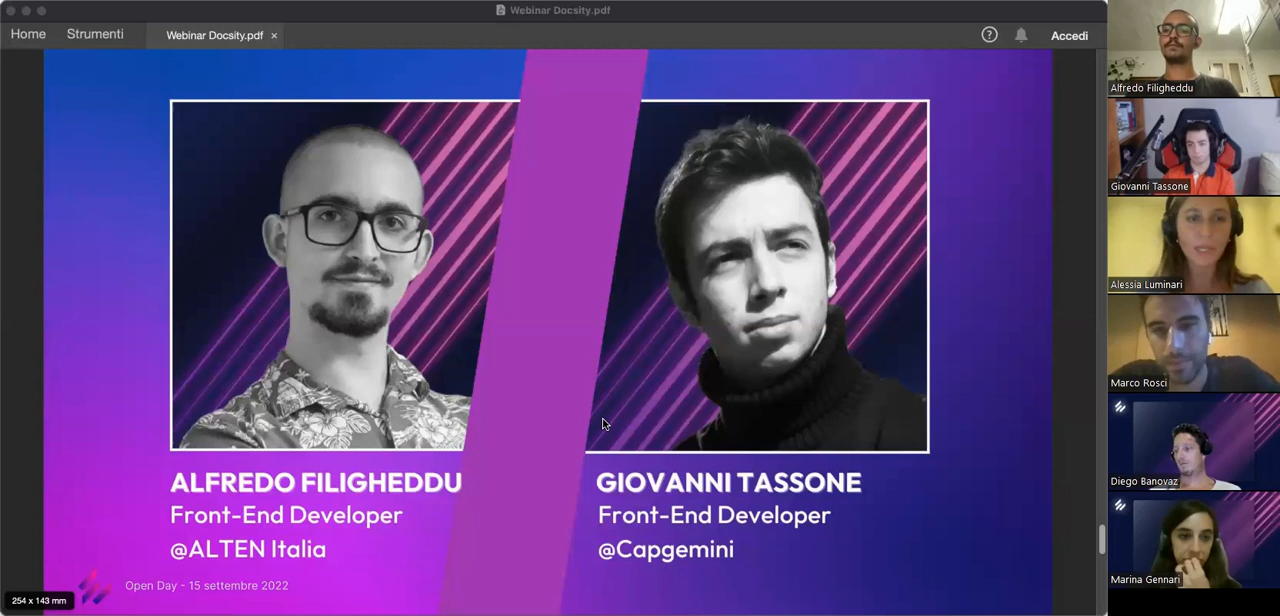 Webinar Docsity.pdf
Home
Strumenti
Webinar Docsity.pdf ×
?
Accedi
ALFREDO FILIGHEDDU
Front-End Developer
@ALTEN Italia
GIOVANNI TASSONE
Front-End Developer
@Capgemini
Open Day - 15 settembre 2022
254 x 143 mm
Alfredo Filigheddu
Giovanni Tassone
Alessia Luminari
Marco Rosci
Diego Banovaz
Marina Gennari